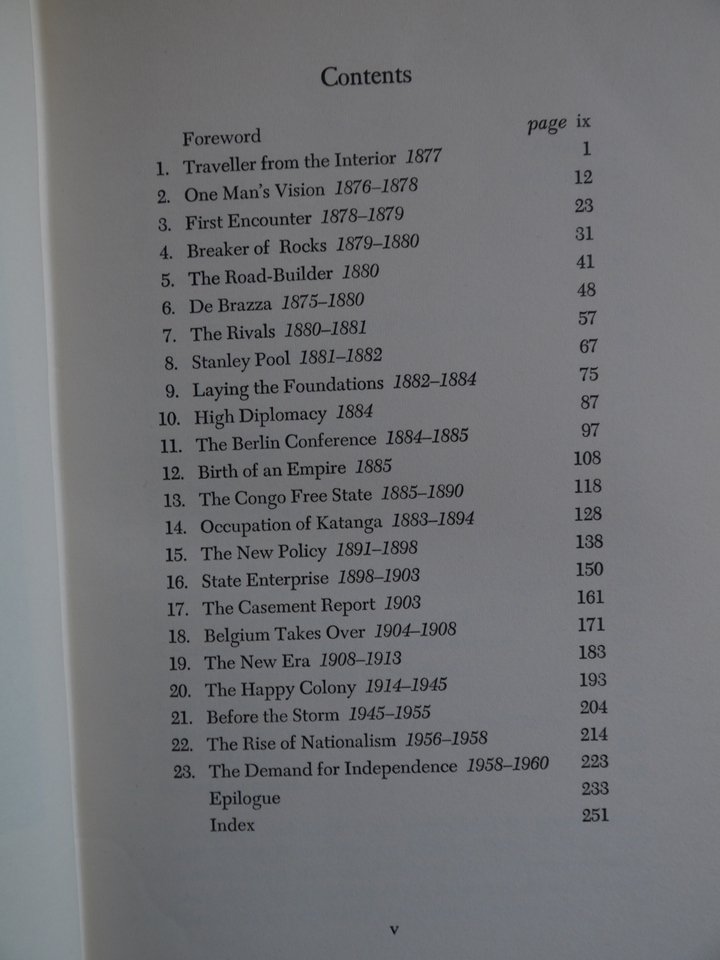 Contents
Foreword page ix
1. Traveller from the Interior 1877 1
2. One Man's Vision 1876–1878 12
3. First Encounter 1878–1879 23
4. Breaker of Rocks 1879–1880 31
5. The Road-Builder 1880 41
6. De Brazza 1875–1880 48
7. The Rivals 1880–1881 57
8. Stanley Pool 1881–1882 67
9. Laying the Foundations 1882–1884 75
10. High Diplomacy 1884 87
11. The Berlin Conference 1884–1885 97
12. Birth of an Empire 1885 108
13. The Congo Free State 1885–1890 118
14. Occupation of Katanga 1883–1894 128
15. The New Policy 1891–1898 138
16. State Enterprise 1898–1903 150
17. The Casement Report 1903 161
18. Belgium Takes Over 1904–1908 171
19. The New Era 1908–1913 183
20. The Happy Colony 1914–1945 193
21. Before the Storm 1945–1955 204
22. The Rise of Nationalism 1956–1958 214
23. The Demand for Independence 1958–1960 223
Epilogue 233
Index 251
v